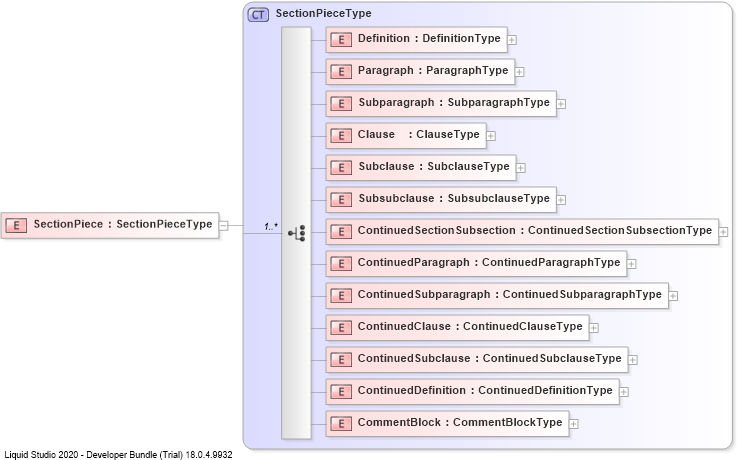 CT SectionPieceType
E Definition : DefinitionType
E Paragraph : ParagraphType
E Subparagraph : SubparagraphType
E Clause : ClauseType
E Subclause : SubclauseType
E Subsubclause : SubsubclauseType
E SectionPiece : SectionPieceType
1..*
E ContinuedSectionSubsection : ContinuedSectionSubsectionType
E ContinuedParagraph : ContinuedParagraphType
E ContinuedSubparagraph : ContinuedSubparagraphType
E ContinuedClause : ContinuedClauseType
E ContinuedSubclause : ContinuedSubclauseType
E ContinuedDefinition : ContinuedDefinitionType
E CommentBlock : CommentBlockType
Liquid Studio 2020 - Developer Bundle (Trial) 18.0.4.9932